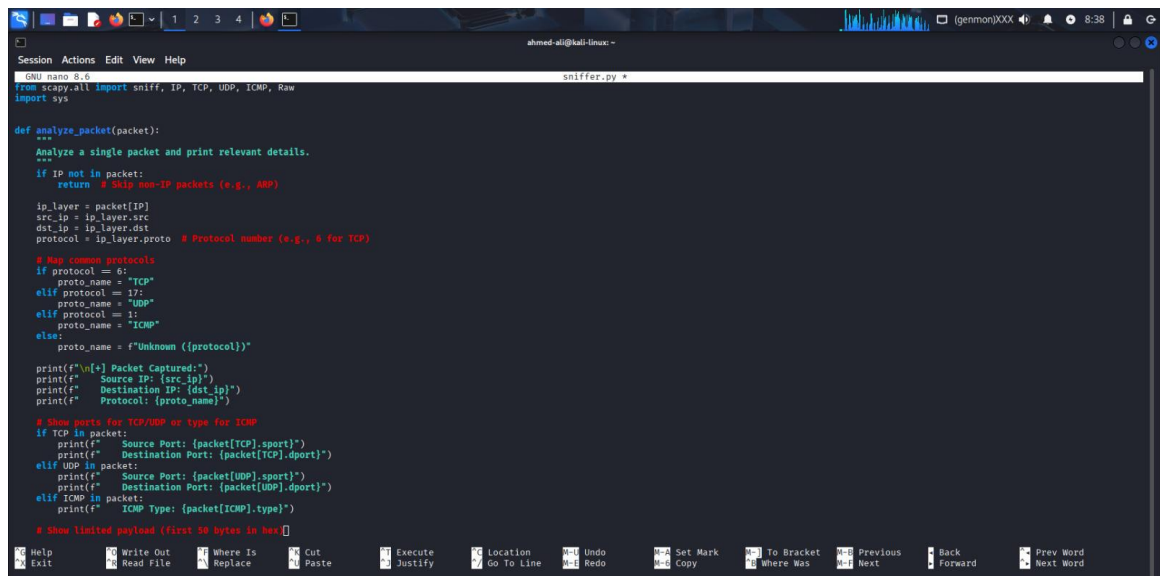 1 2 3 4 (genmon)XXX 8:38
ahmed-ali@kali-linux: ~
Session Actions Edit View Help
GNU nano 8.6 sniffer.py *
from scapy.all import sniff, IP, TCP, UDP, ICMP, Raw
import sys
def analyze_packet(packet):
"""
Analyze a single packet and print relevant details.
"""
if IP not in packet:
return # Skip non-IP packets (e.g., ARP)
ip_layer = packet[IP]
src_ip = ip_layer.src
dst_ip = ip_layer.dst
protocol = ip_layer.proto # Protocol number (e.g., 6 for TCP)
# Map common protocols
if protocol == 6:
proto_name = "TCP"
elif protocol == 17:
proto_name = "UDP"
elif protocol == 1:
proto_name = "ICMP"
else:
proto_name = f"Unknown ({protocol})"
print(f"\n[+] Packet Captured:")
print(f"    Source IP: {src_ip}")
print(f"    Destination IP: {dst_ip}")
print(f"    Protocol: {proto_name}")
# Show ports for TCP/UDP or type for ICMP
if TCP in packet:
print(f"    Source Port: {packet[TCP].sport}")
print(f"    Destination Port: {packet[TCP].dport}")
elif UDP in packet:
print(f"    Source Port: {packet[UDP].sport}")
print(f"    Destination Port: {packet[UDP].dport}")
elif ICMP in packet:
print(f"    ICMP Type: {packet[ICMP].type}")
# Show limited payload (first 50 bytes in hex)
^G Help ^O Write Out ^F Where Is ^K Cut ^T Execute ^C Location M-U Undo M-A Set Mark M-] To Bracket M-B Previous Back Prev Word
^X Exit ^R Read File ^\ Replace ^U Paste ^J Justify ^/ Go To Line M-E Redo M-6 Copy ^B Where Was M-F Next Forward Next Word